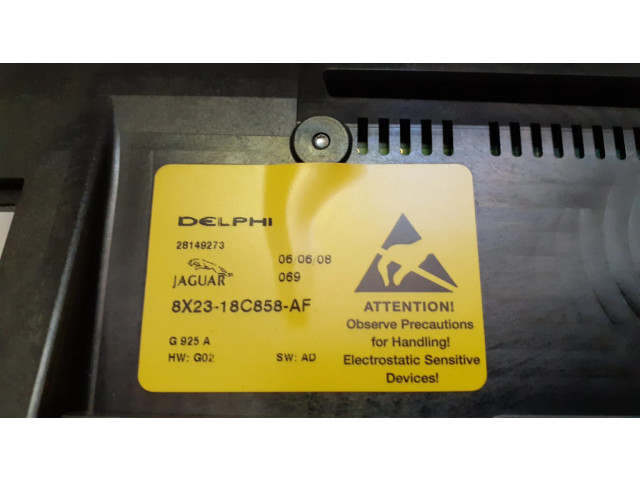 DELPHI
28149273
06/06/08
JAGUAR
069
8X23-18C858-AF
G 925 A
HW: G02
SW: AD
ATTENTION!
Observe Precautions
for Handling!
Electrostatic Sensitive
Devices!